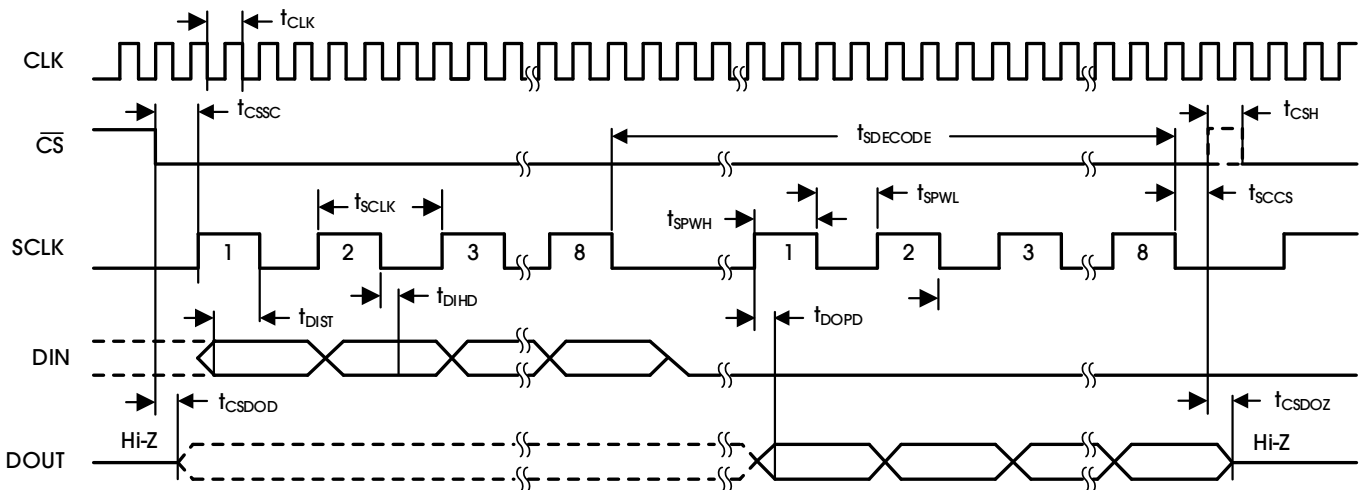 tCLK
CLK
tCSSC
tCSH
CS
tSDECODE
tSCLK
tSPWH
tSPWL
tSCCS
SCLK
1 2 3 8 1 2 3 8
tDIHD
tDIST
tDOPD
DIN
tCSDOD
tCSDOZ
Hi-Z
Hi-Z
DOUT